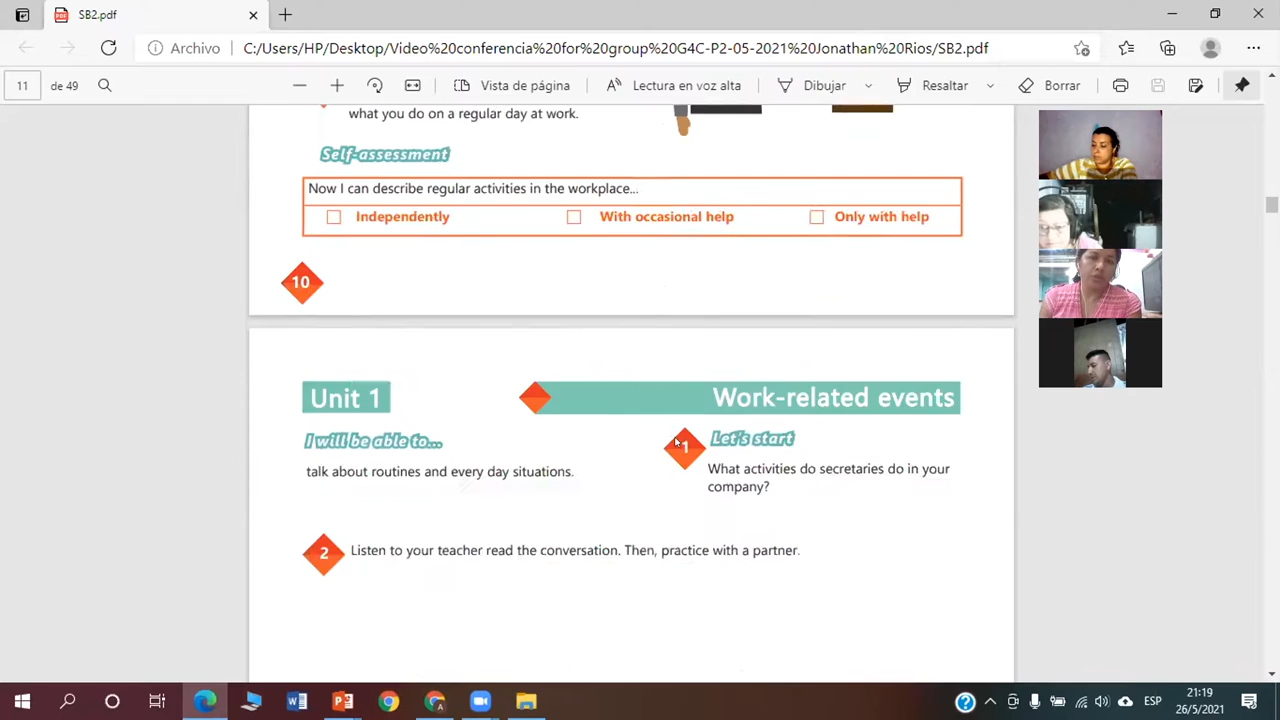 SB2.pdf
Archivo C:/Users/HP/Desktop/Video%20conferencia%20for%20group%20G4C-P2-05-2021%20Jonathan%20Rios/SB2.pdf
11 de 49 Vista de página Lectura en voz alta Dibujar Resaltar Borrar
what you do on a regular day at work.
Self-assessment
Now I can describe regular activities in the workplace...
Independently With occasional help Only with help
10
Unit 1 Work-related events
I will be able to...
talk about routines and every day situations.
1 Let's start
What activities do secretaries do in your
company?
2 Listen to your teacher read the conversation. Then, practice with a partner.
ESP
21:19
26/5/2021